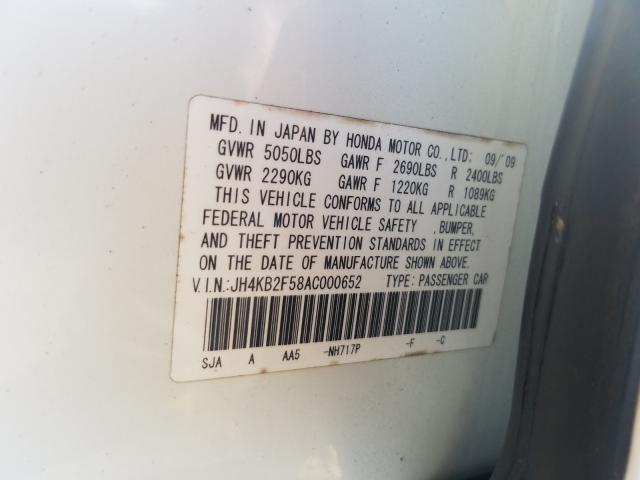 MFD. IN JAPAN BY HONDA MOTOR CO.,LTD: 09/'09
GVWR 5050LBS GAWR F 2690LBS R 2400LBS
GVWR 2290KG GAWR F 1220KG R 1089KG
THIS VEHICLE CONFORMS TO ALL APPLICABLE
FEDERAL MOTOR VEHICLE SAFETY ,BUMPER,
AND THEFT PREVENTION STANDARDS IN EFFECT
ON THE DATE OF MANUFACTURE SHOWN ABOVE.
V.I.N:JH4KB2F58AC000652 TYPE:PASSENGER CAR
SJA A AA5 -NH717P -F -C